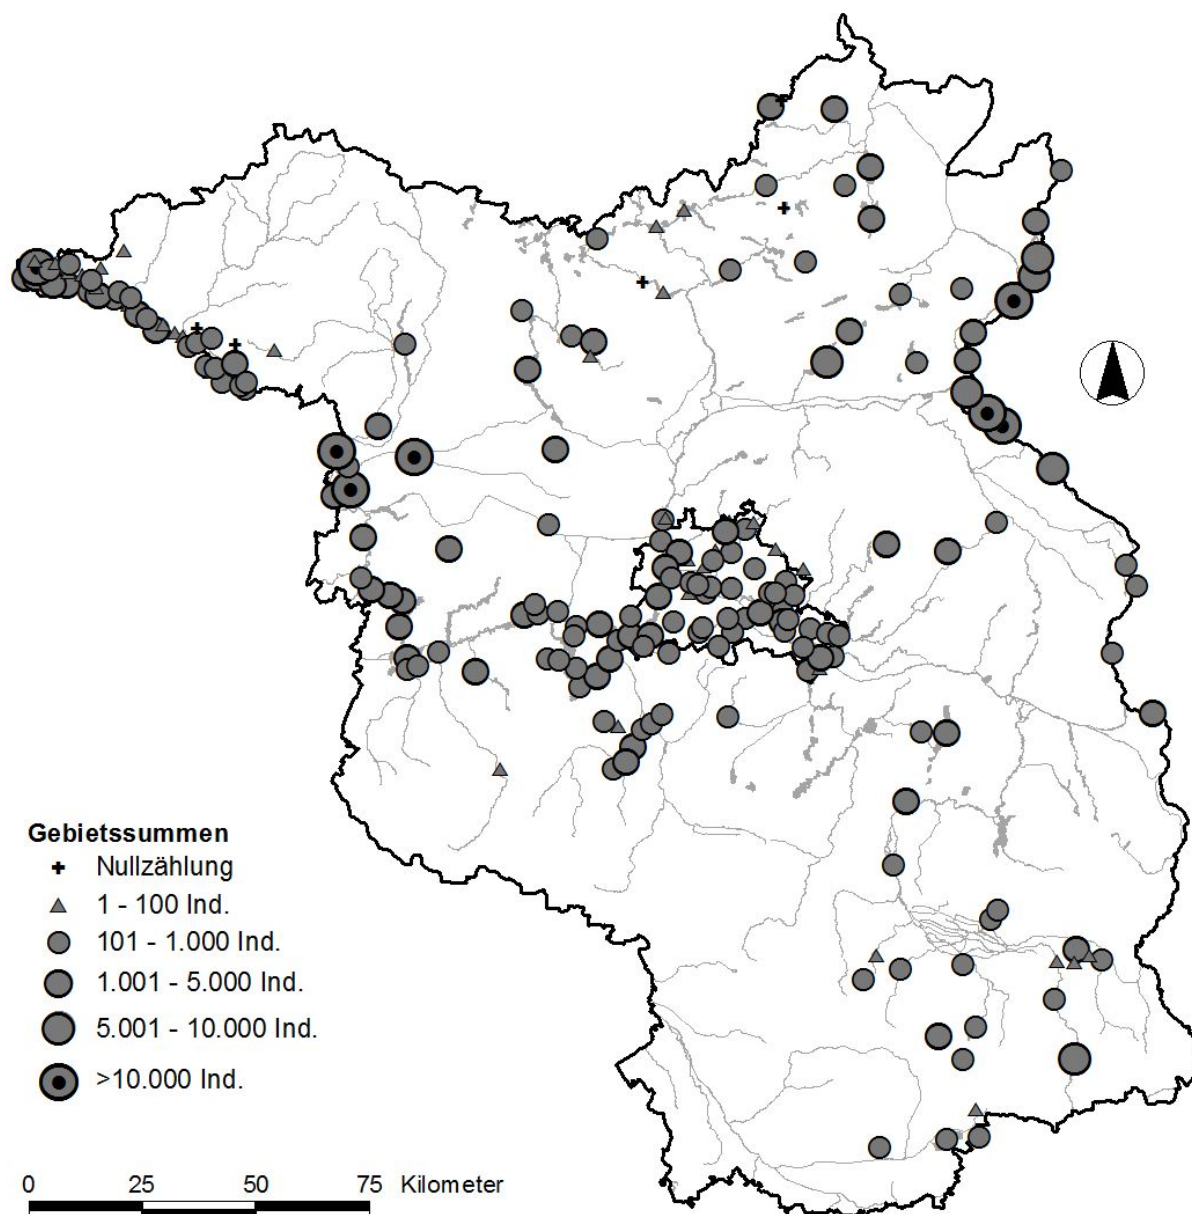 Gebietssummen
Nullzählung
1 - 100 Ind.
101 - 1.000 Ind.
1.001 - 5.000 Ind.
5.001 - 10.000 Ind.
>10.000 Ind.
0 25 50 75 Kilometer